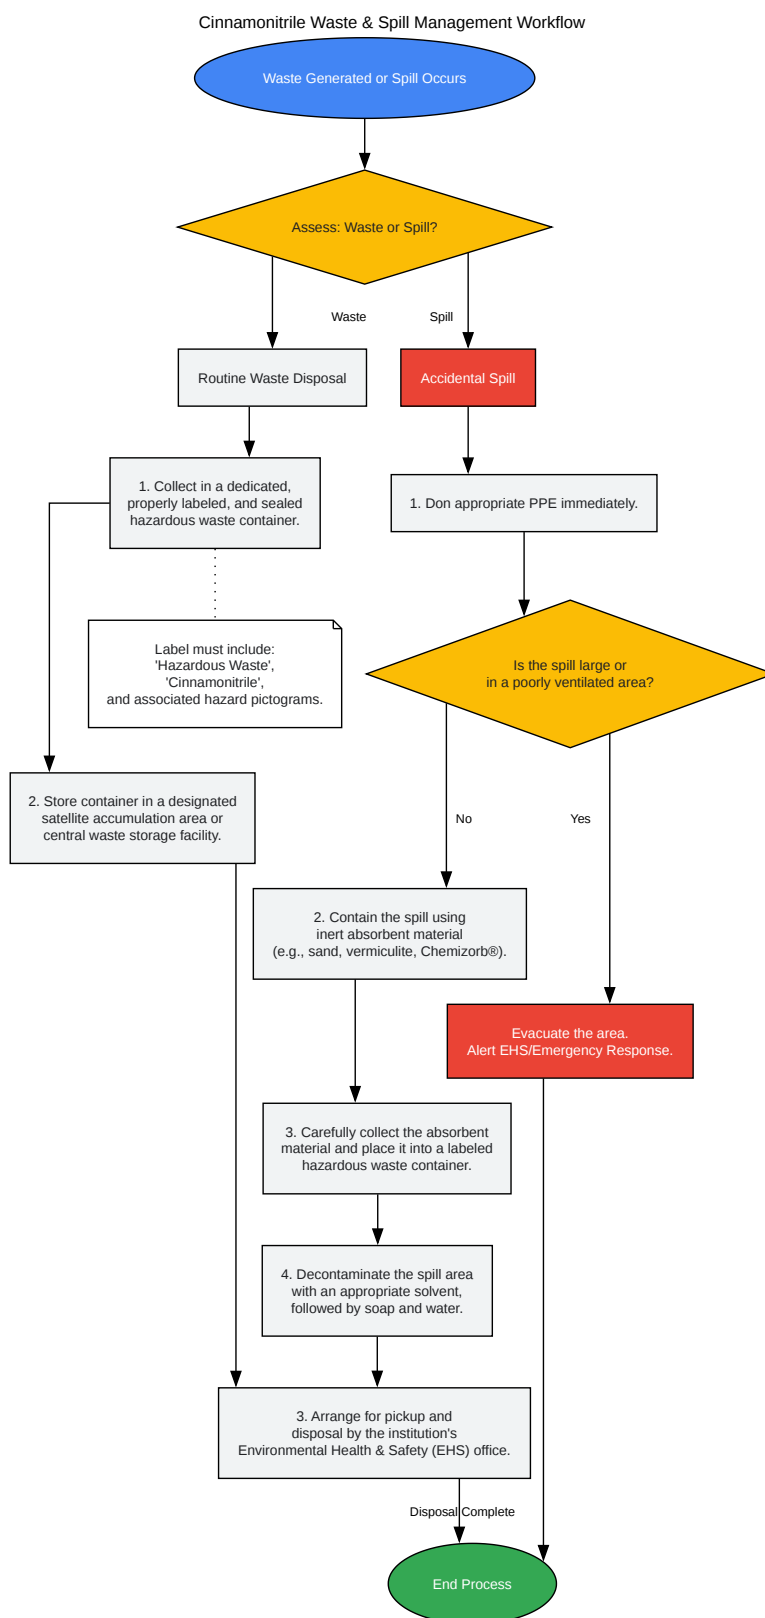 Cinnamonitrile Waste & Spill Management Workflow
Waste Generated or Spill Occurs
Assess: Waste or Spill?
Waste
Spill
Routine Waste Disposal
Accidental Spill
1. Collect in a dedicated,
properly labeled, and sealed
hazardous waste container.
1. Don appropriate PPE immediately.
Label must include:
'Hazardous Waste',
'Cinnamonitrile',
and associated hazard pictograms.
Is the spill large or
in a poorly ventilated area?
2. Store container in a designated
satellite accumulation area or
central waste storage facility.
No
Yes
2. Contain the spill using
inert absorbent material
(e.g., sand, vermiculite, Chemizorb®).
Evacuate the area.
Alert EHS/Emergency Response.
3. Carefully collect the absorbent
material and place it into a labeled
hazardous waste container.
4. Decontaminate the spill area
with an appropriate solvent,
followed by soap and water.
3. Arrange for pickup and
disposal by the institution's
Environmental Health & Safety (EHS) office.
Disposal Complete
End Process